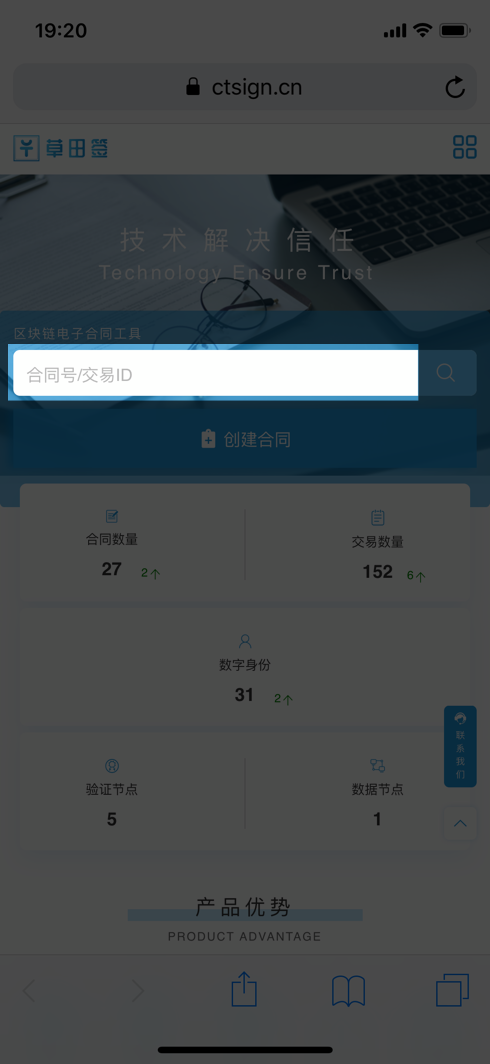 19:20
ctsign.cn
草田签
技术解决信任
Technology Ensure Trust
区块链电子合同工具
合同号/交易ID
创建合同
合同数量
27 2↑
交易数量
152 6↑
数字身份
31 2↑
联系我们
验证节点
5
数据节点
1
产品优势
PRODUCT ADVANTAGE